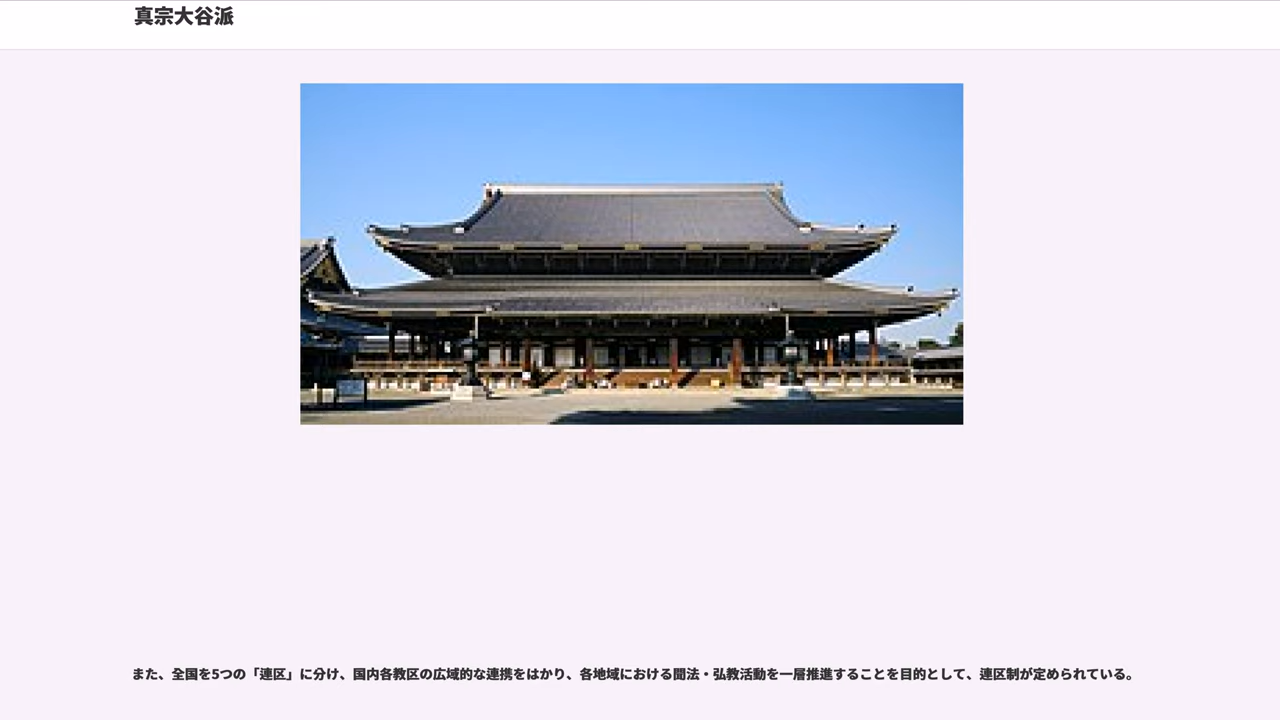 真宗大谷派
また、全国を5つの「連区」に分け、国内各教区の広域的な連携をはかり、各地域における聞法・弘教活動を一層推進することを目的として、連区制が定められている。